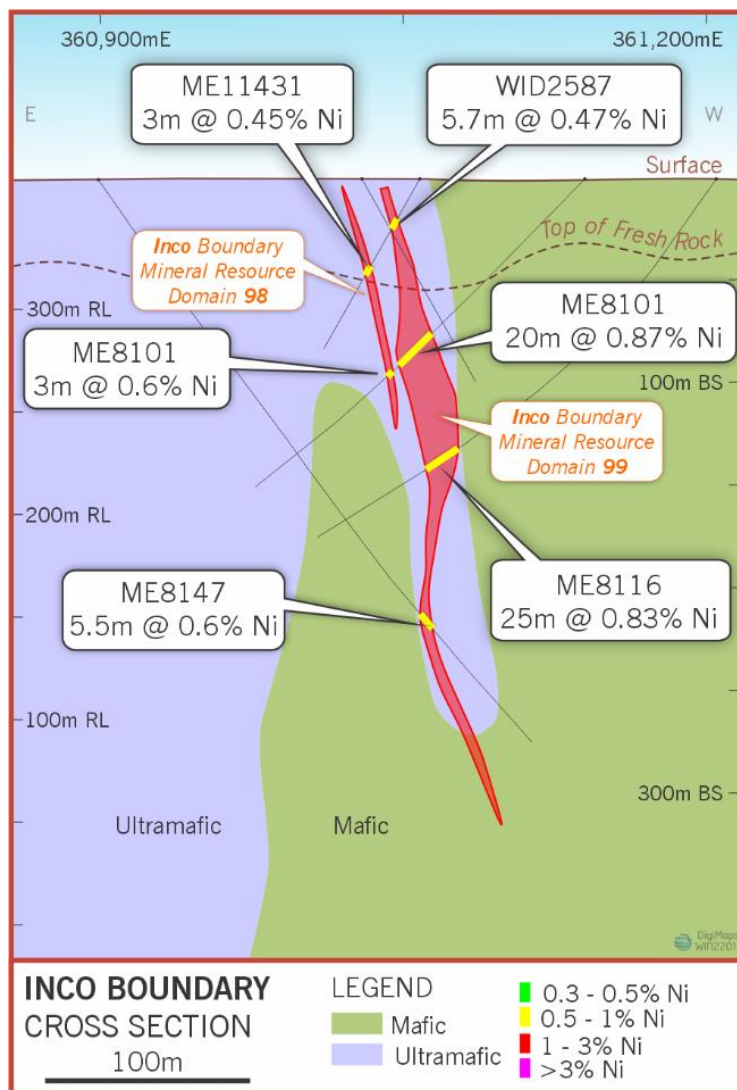 360,900mE
361,200mE
ME11431
3m @ 0.45% Ni
WID2587
5.7m @ 0.47% Ni
E
W
Surface
Top of Fresh Rock
Inco Boundary
Mineral Resource
Domain 98
300m RL
ME8101
20m @ 0.87% Ni
ME8101
3m @ 0.6% Ni
100m BS
Inco Boundary
Mineral Resource
Domain 99
200m RL
ME8147
5.5m @ 0.6% Ni
ME8116
25m @ 0.83% Ni
100m RL
300m BS
Ultramafic
Mafic
DigiMaps
INCO BOUNDARY
CROSS SECTION
100m
LEGEND
Mafic
Ultramafic
0.3 - 0.5% Ni
0.5 - 1% Ni
1 - 3% Ni
>3% Ni